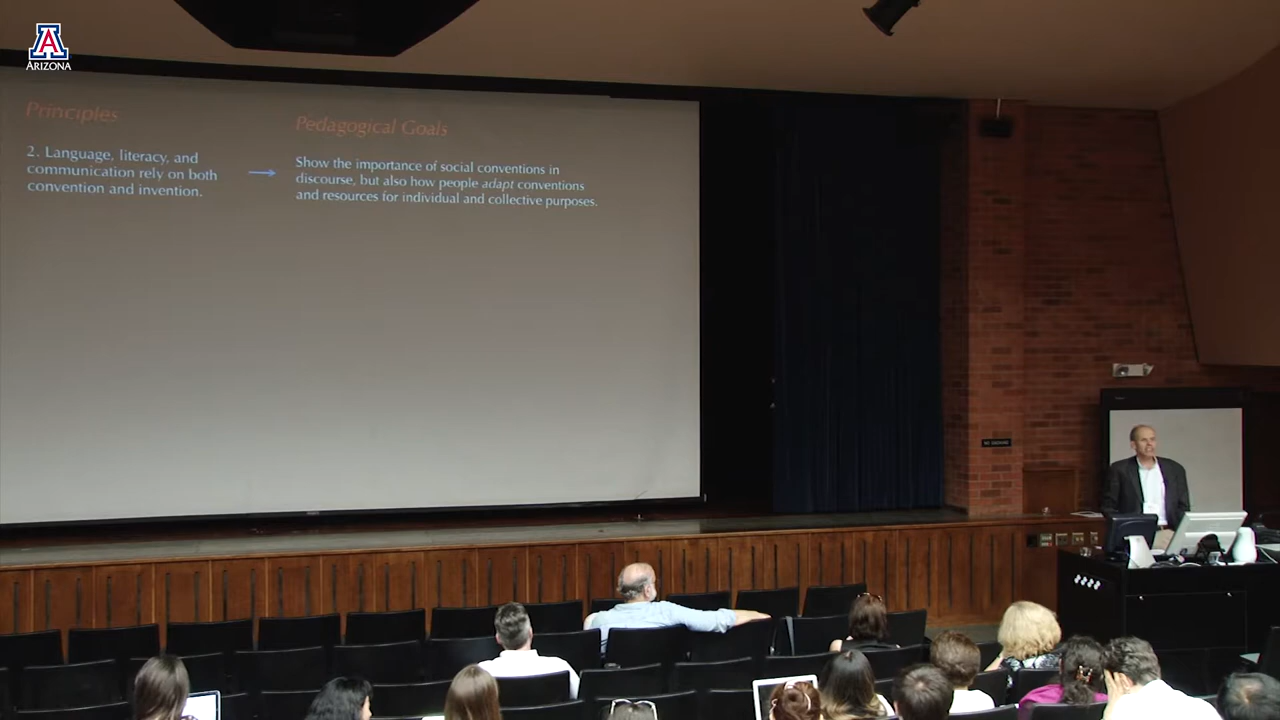 ARIZONA
Principles
Pedagogical Goals
2. Language, literacy, and
communication rely on both
convention and invention.
→
Show the importance of social conventions in
discourse, but also how people adapt conventions
and resources for individual and collective purposes.